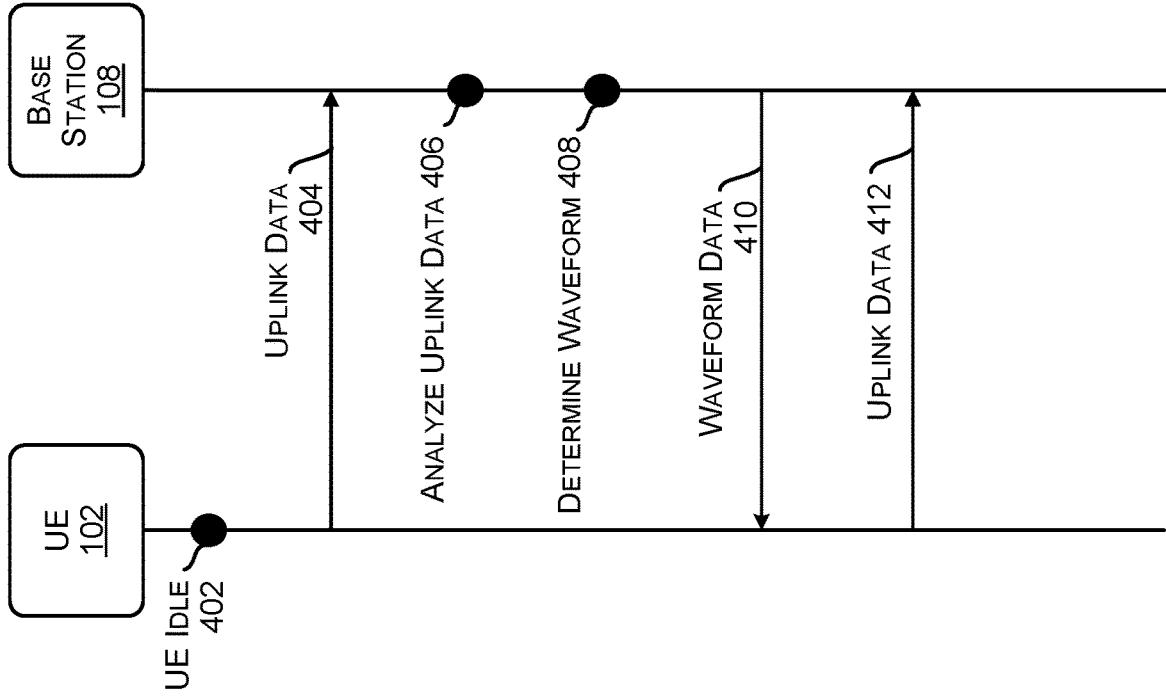 UE
102
BASE
STATION
108
UE IDLE
402
UPLINK DATA
404
ANALYZE UPLINK DATA 406
DETERMINE WAVEFORM 408
WAVEFORM DATA
410
UPLINK DATA 412